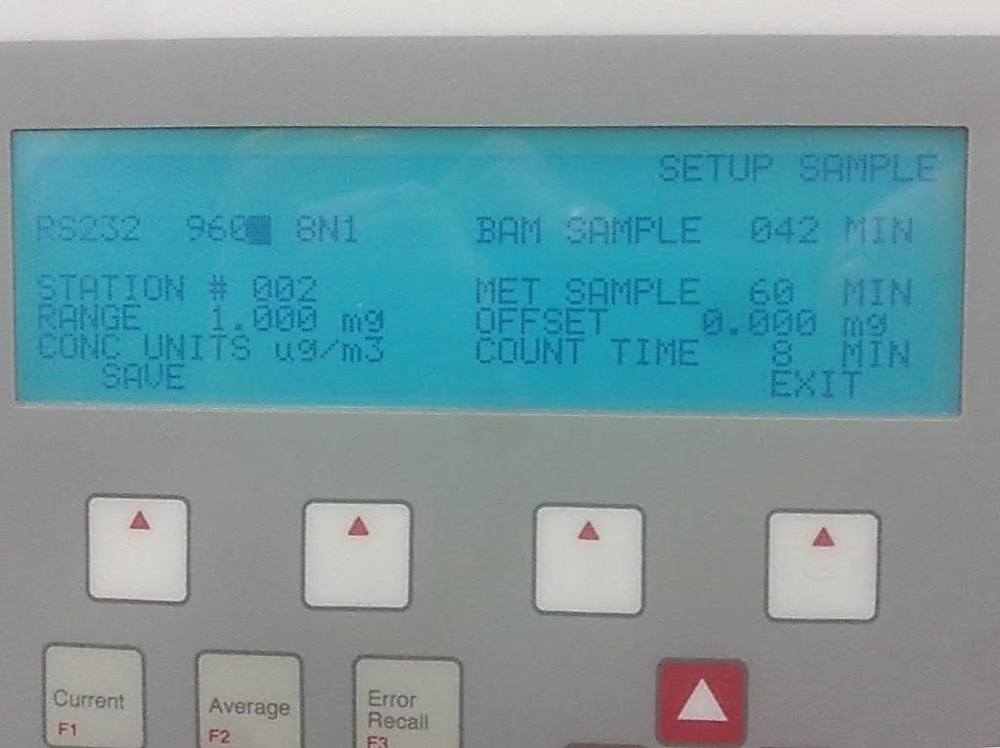 SETUP SAMPLE
RS232 960 8N1 BAM SAMPLE 042 MIN
STATION # 002 MET SAMPLE 60 MIN
RANGE 1.000 mg OFFSET 0.000 mg
CONC UNITS ug/m3 COUNT TIME 8 MIN
SAVE EXIT
Current Average Error
Recall
F1 F2 F3